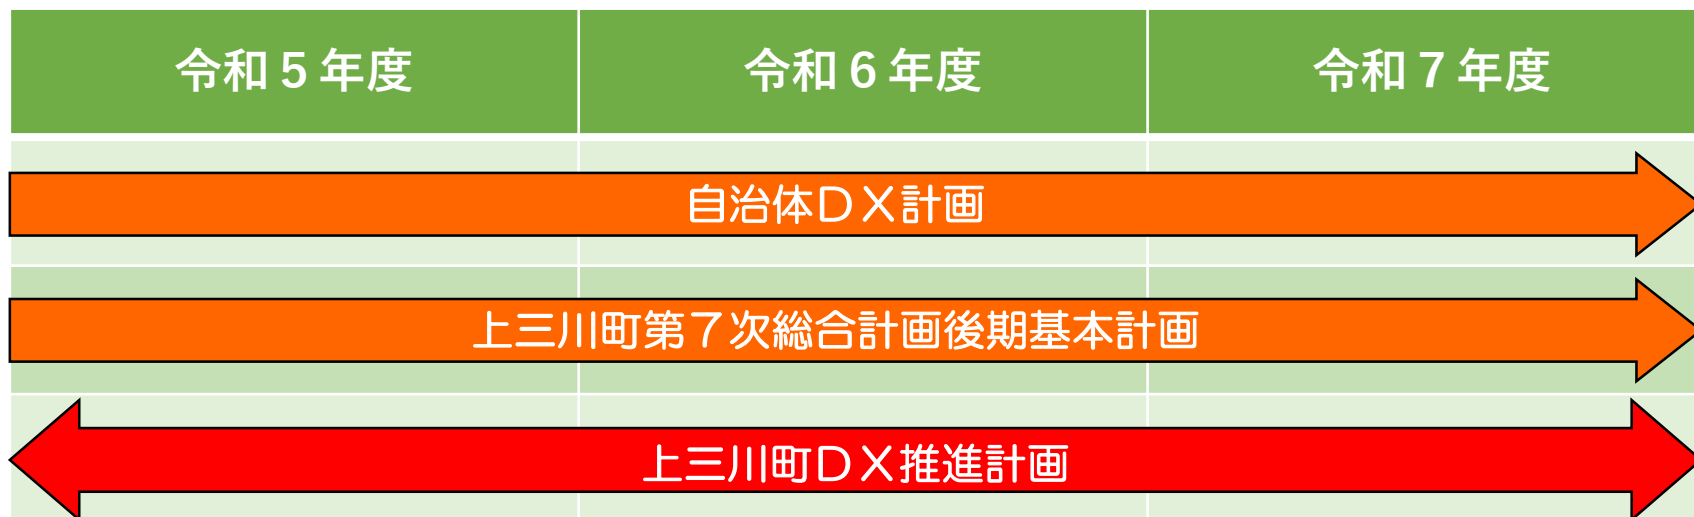 令和５年度
令和６年度
令和７年度
自治体ＤＸ計画
上三川町第７次総合計画後期基本計画
上三川町ＤＸ推進計画